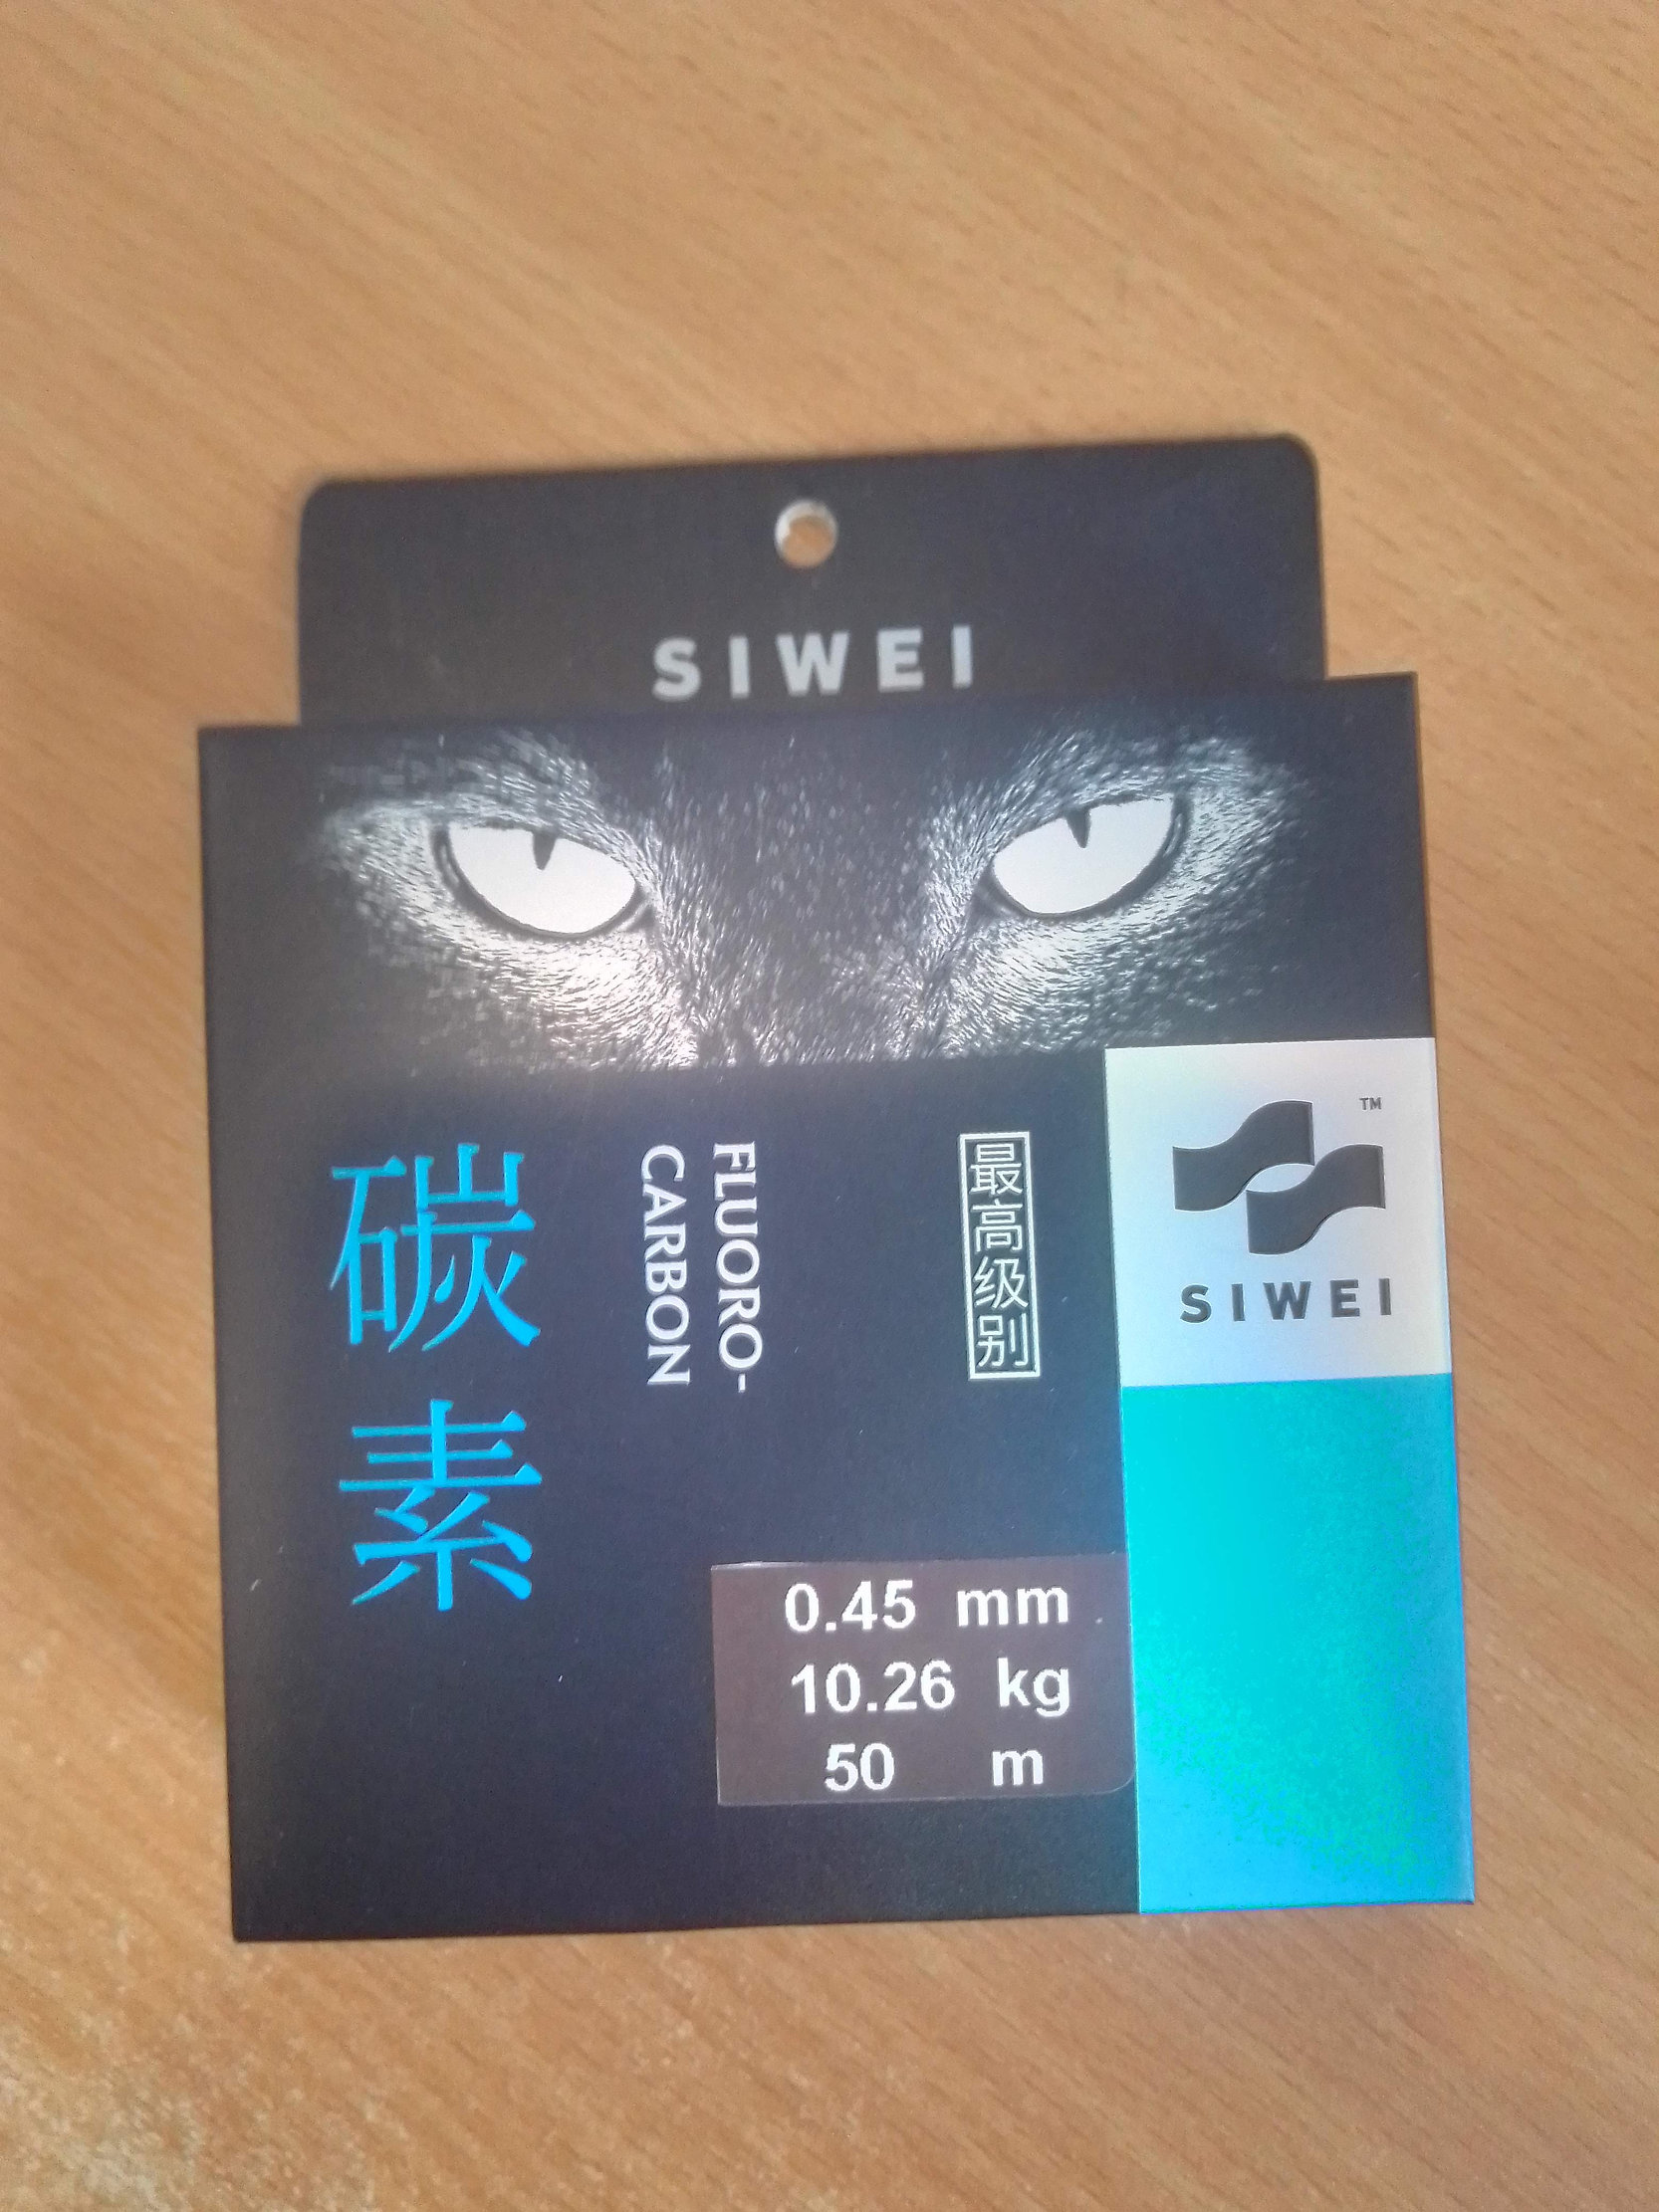 SIWEI
碳素
FLUORO-
CARBON
最高级别
TM
SIWEI
0.45 mm
10.26 kg
50 m